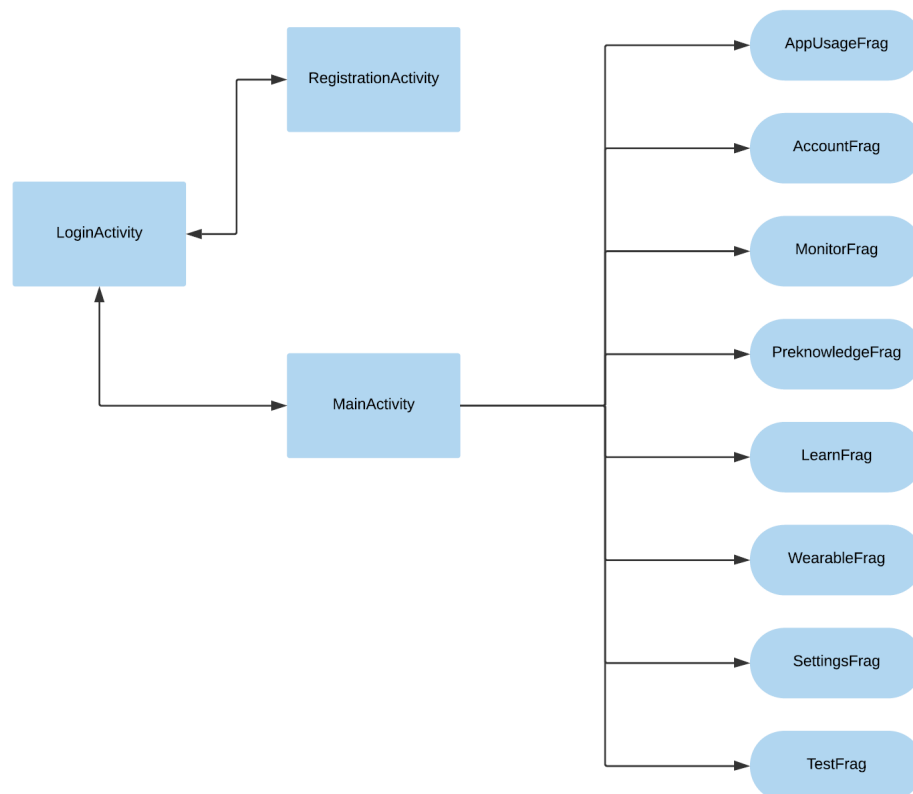 LoginActivity
RegistrationActivity
MainActivity
AppUsageFrag
AccountFrag
MonitorFrag
PreknowledgeFrag
LearnFrag
WearableFrag
SettingsFrag
TestFrag